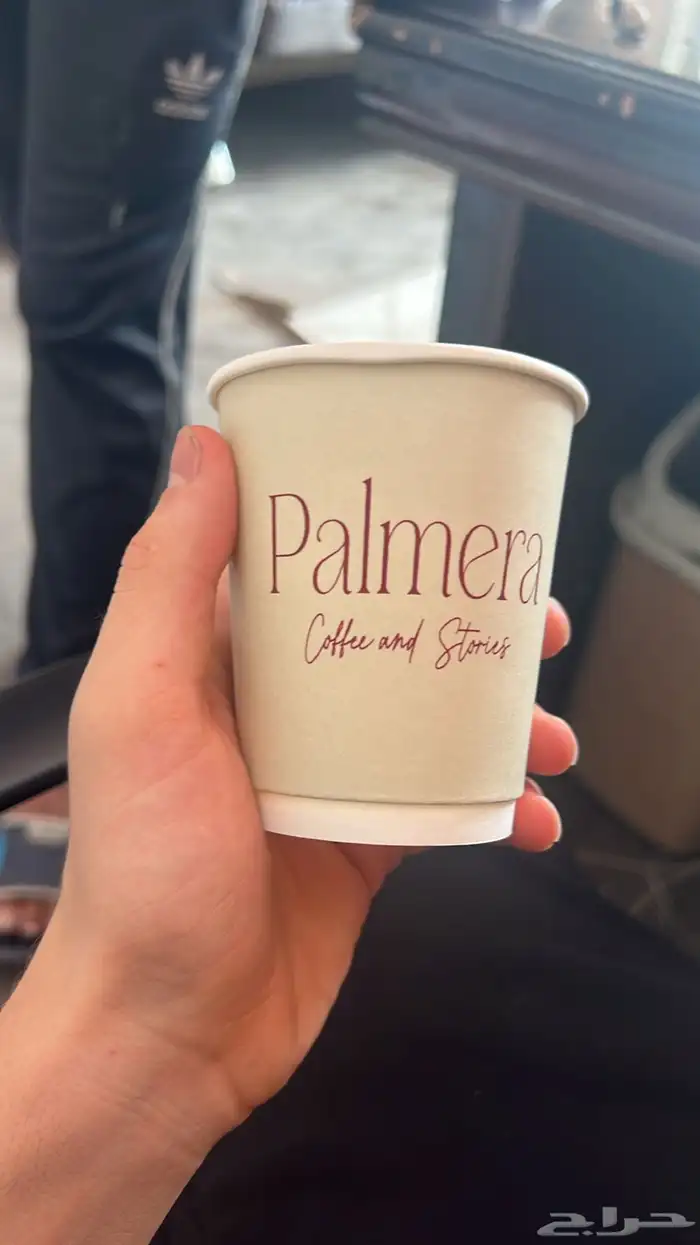 Palmera
Coffee and Stories
حراج